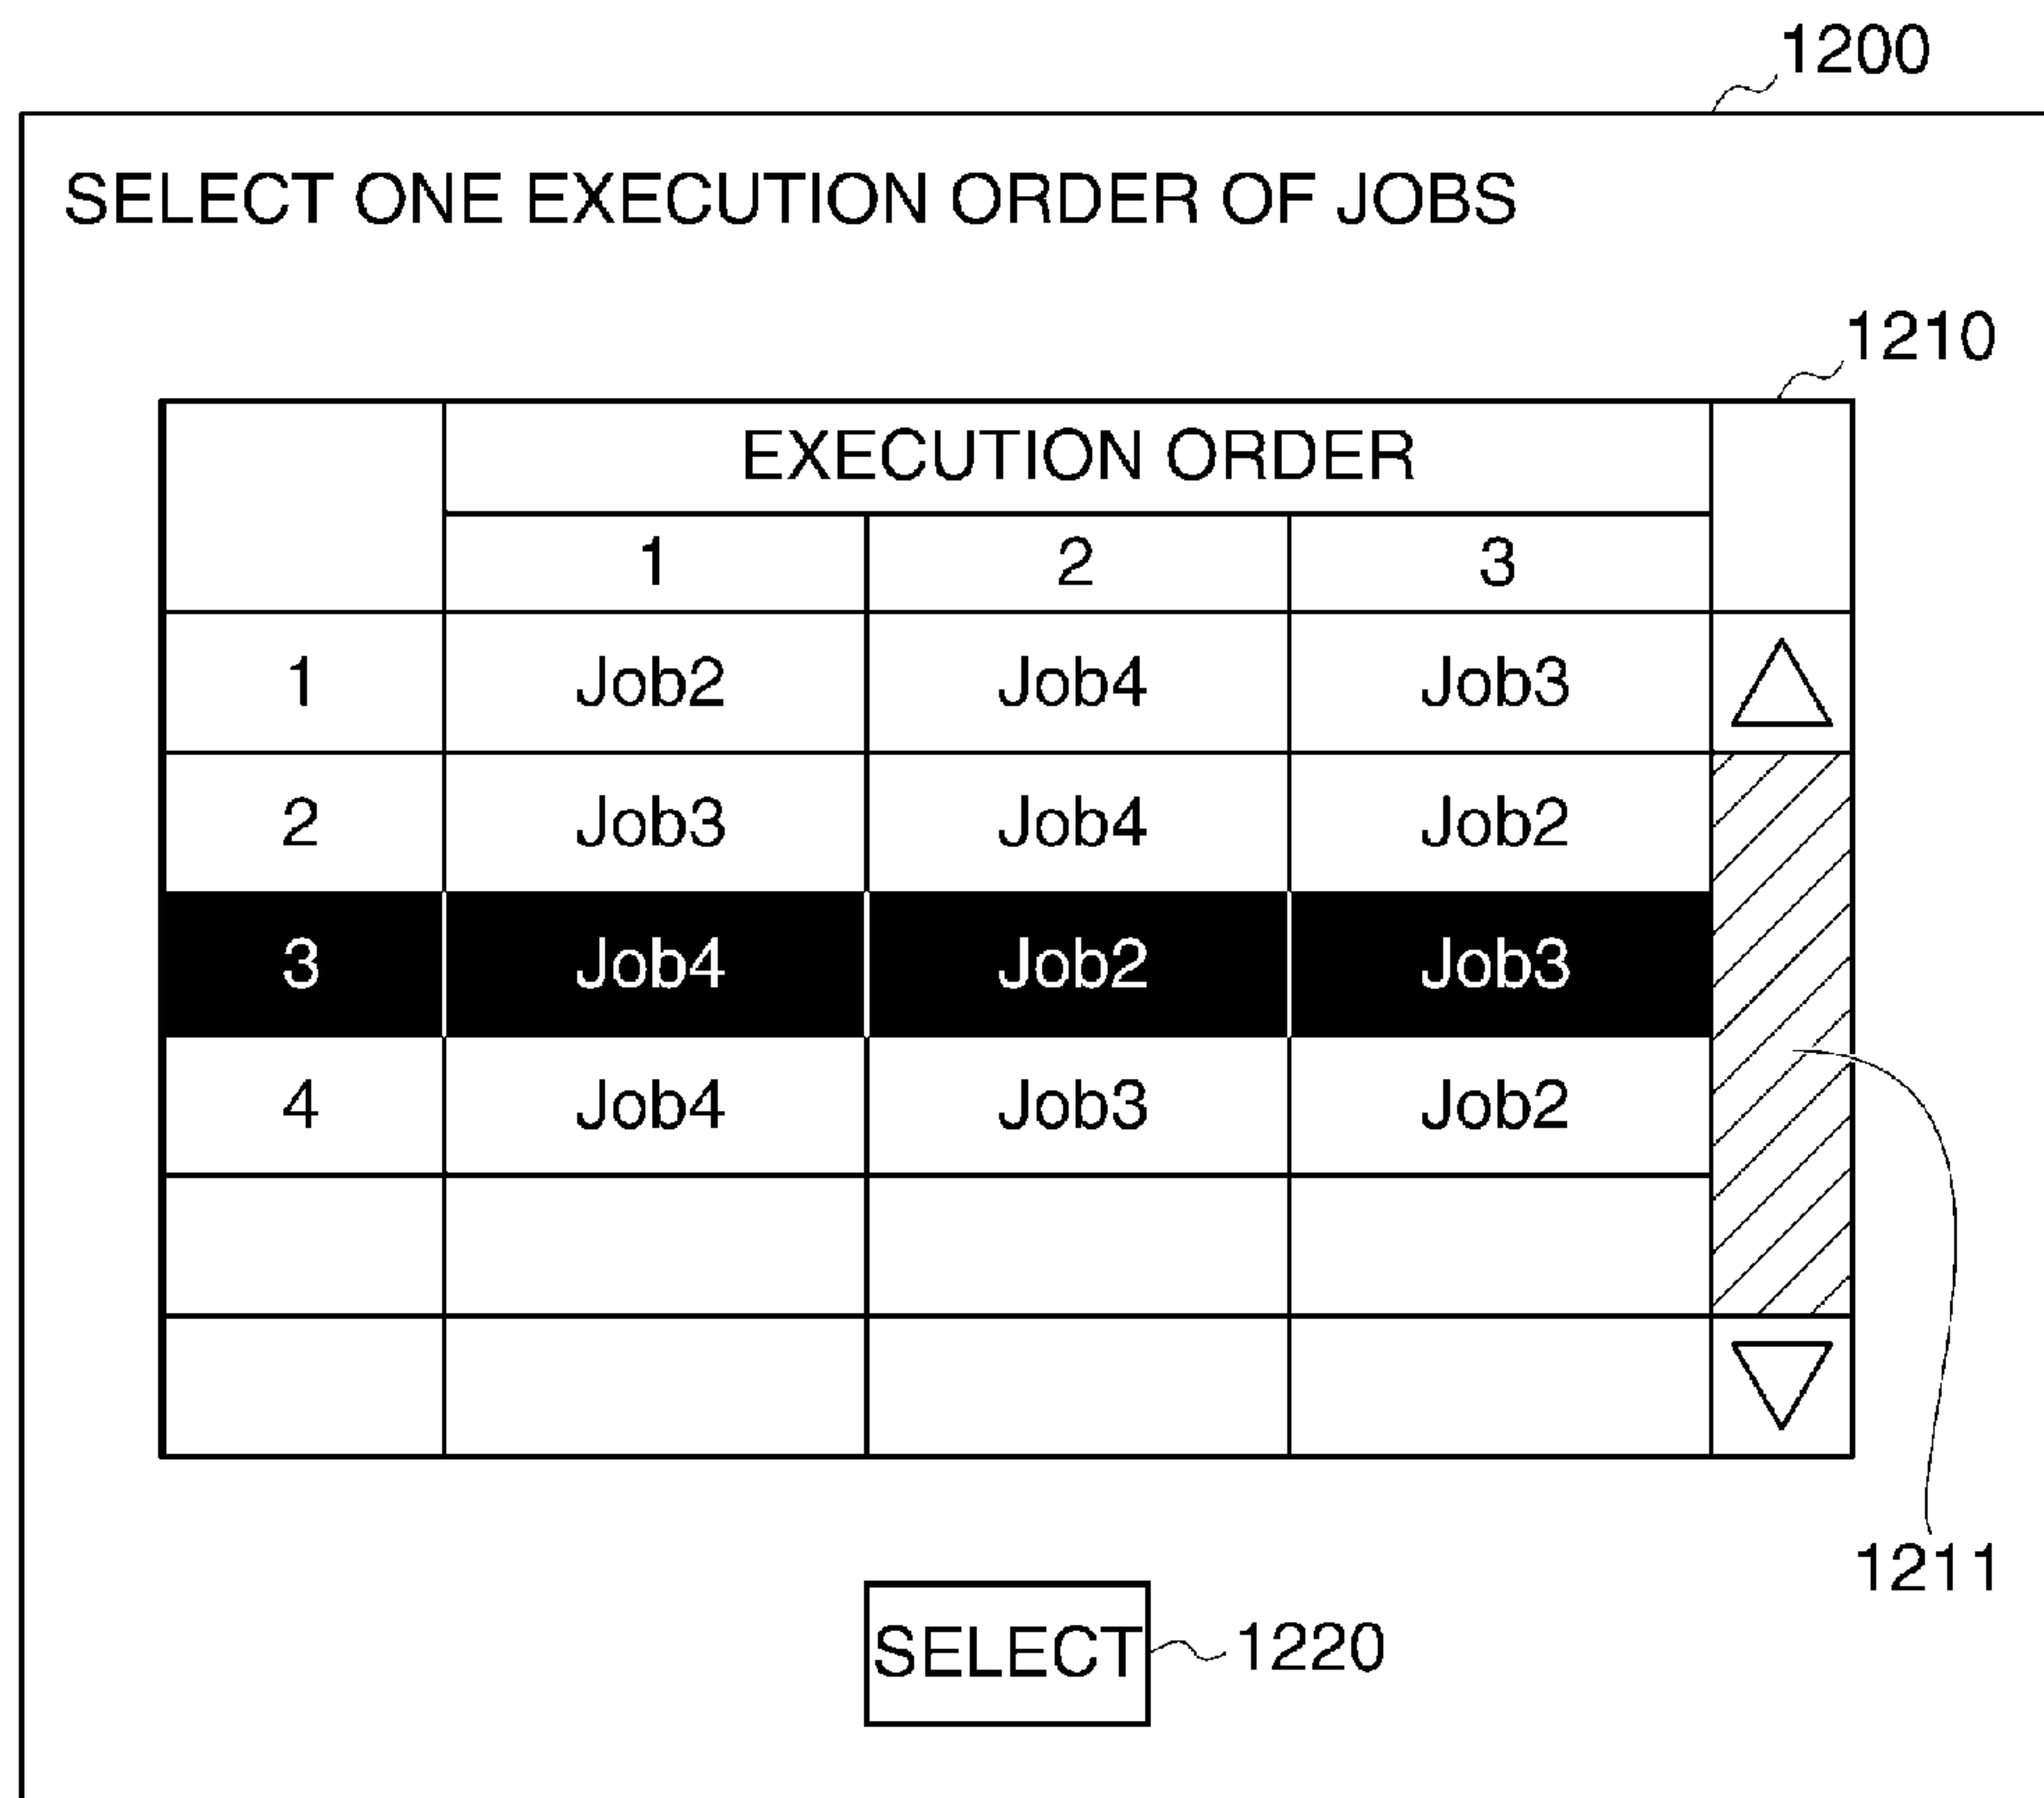 1200
SELECT ONE EXECUTION ORDER OF JOBS
1210
EXECUTION ORDER
1 2 3
1 Job2 Job4 Job3
2 Job3 Job4 Job2
3 Job4 Job2 Job3
4 Job4 Job3 Job2
1211
SELECT 1220